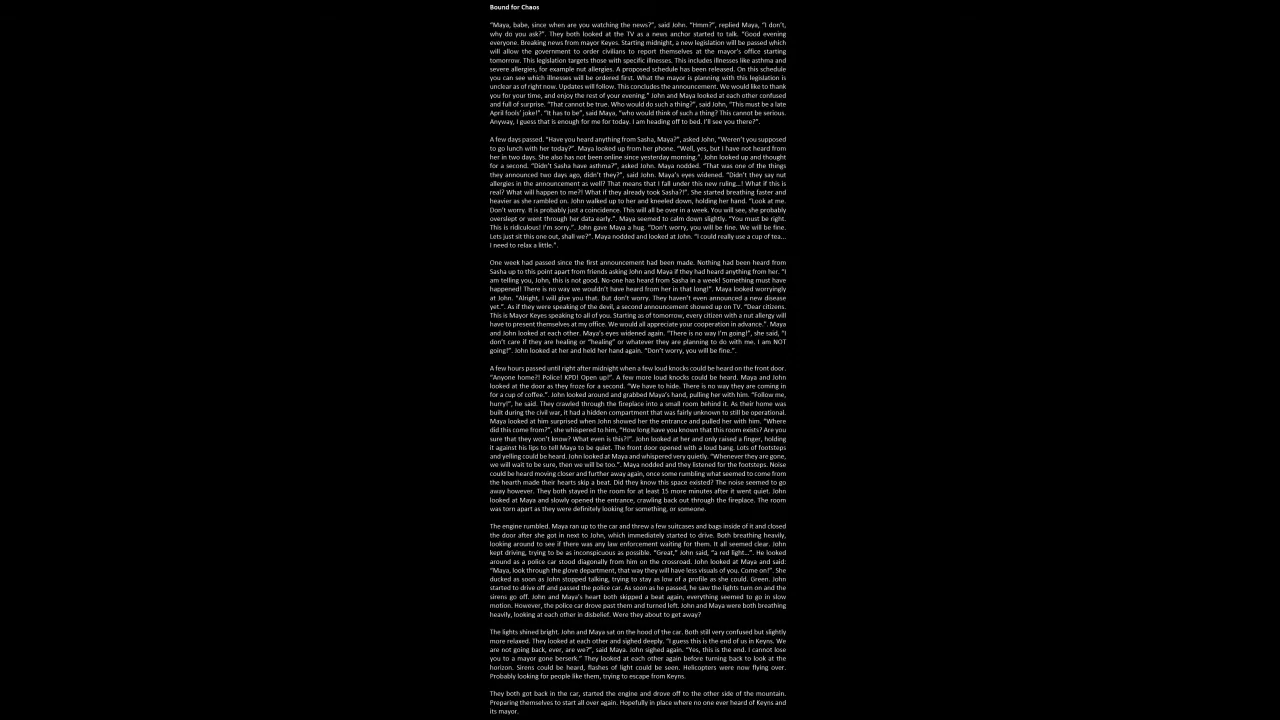 Bound for Chaos
“Maya, babe, since when are you watching the news?”, said John. “Hmm?”, replied Maya, “I don’t,
why do you ask?”. They both looked at the TV as a news anchor started to talk. “Good evening
everyone. Breaking news from mayor Keyes. Starting midnight, a new legislation will be passed which
will allow the government to order civilians to report themselves at the mayor’s office starting
tomorrow. This legislation targets those with specific illnesses. This includes illnesses like asthma and
severe allergies, for example nut allergies. A proposed schedule has been released. On this schedule
you can see which illnesses will be ordered first. What the mayor is planning with this legislation is
unclear as of right now. Updates will follow. This concludes the announcement. We would like to thank
you for your time, and enjoy the rest of your evening.” John and Maya looked at each other confused
and full of surprise. “That cannot be true. Who would do such a thing?”, said John, “This must be a late
April fools’ joke!”. “It has to be”, said Maya, “who would think of such a thing? This cannot be serious.
Anyway, I guess that is enough for me for today. I am heading off to bed. I’ll see you there?”.
A few days passed. “Have you heard anything from Sasha, Maya?”, asked John, “Weren’t you supposed
to go lunch with her today?”. Maya looked up from her phone. “Well, yes, but I have not heard from
her in two days. She also has not been online since yesterday morning.”. John looked up and thought
for a second. “Didn’t Sasha have asthma?”, asked John. Maya nodded. “That was one of the things
they announced two days ago, didn’t they?”, said John. Maya’s eyes widened. “Didn’t they say nut
allergies in the announcement as well? That means that I fall under this new ruling…! What if this is
real? What will happen to me?! What if they already took Sasha?!”. She started breathing faster and
heavier as she rambled on. John walked up to her and kneeled down, holding her hand. “Look at me.
Don’t worry. It is probably just a coincidence. This will all be over in a week. You will see, she probably
overslept or went through her data early.”. Maya seemed to calm down slightly. “You must be right.
This is ridiculous! I’m sorry.”. John gave Maya a hug. “Don’t worry, you will be fine. We will be fine.
Lets just sit this one out, shall we?”. Maya nodded and looked at John. “I could really use a cup of tea…
I need to relax a little.”.
One week had passed since the first announcement had been made. Nothing had been heard from
Sasha up to this point apart from friends asking John and Maya if they had heard anything from her. “I
am telling you, John, this is not good. No-one has heard from Sasha in a week! Something must have
happened! There is no way we wouldn’t have heard from her in that long!”. Maya looked worryingly
at John. “Alright, I will give you that. But don’t worry. They haven’t even announced a new disease
yet.”. As if they were speaking of the devil, a second announcement showed up on TV. “Dear citizens.
This is Mayor Keyes speaking to all of you. Starting as of tomorrow, every citizen with a nut allergy will
have to present themselves at my office. We would all appreciate your cooperation in advance.”. Maya
and John looked at each other. Maya’s eyes widened again. “There is no way I’m going!”, she said, “I
don’t care if they are healing or “healing” or whatever they are planning to do with me. I am NOT
going!”. John looked at her and held her hand again. “Don’t worry, you will be fine.”.
A few hours passed until right after midnight when a few loud knocks could be heard on the front door.
“Anyone home?! Police! KPD! Open up!”. A few more loud knocks could be heard. Maya and John
looked at the door as they froze for a second. “We have to hide. There is no way they are coming in
for a cup of coffee.”. John looked around and grabbed Maya’s hand, pulling her with him. “Follow me,
hurry!”, he said. They crawled through the fireplace into a small room behind it. As their home was
built during the civil war, it had a hidden compartment that was fairly unknown to still be operational.
Maya looked at him surprised when John showed her the entrance and pulled her with him. “Where
did this come from?”, she whispered to him, “How long have you known that this room exists? Are you
sure that they won’t know? What even is this?!”. John looked at her and only raised a finger, holding
it against his lips to tell Maya to be quiet. The front door opened with a loud bang. Lots of footsteps
and yelling could be heard. John looked at Maya and whispered very quietly. “Whenever they are gone,
we will wait to be sure, then we will be too.”. Maya nodded and they listened for the footsteps. Noise
could be heard moving closer and further away again, once some rumbling what seemed to come from
the hearth made their hearts skip a beat. Did they know this space existed? The noise seemed to go
away however. They both stayed in the room for at least 15 more minutes after it went quiet. John
looked at Maya and slowly opened the entrance, crawling back out through the fireplace. The room
was torn apart as they were definitely looking for something, or someone.
The engine rumbled. Maya ran up to the car and threw a few suitcases and bags inside of it and closed
the door after she got in next to John, which immediately started to drive. Both breathing heavily,
looking around to see if there was any law enforcement waiting for them. It all seemed clear. John
kept driving, trying to be as inconspicuous as possible. “Great,” John said, “a red light…”. He looked
around as a police car stood diagonally from him on the crossroad. John looked at Maya and said:
“Maya, look through the glove department, that way they will have less visuals of you. Come on!”. She
ducked as soon as John stopped talking, trying to stay as low of a profile as she could. Green. John
started to drive off and passed the police car. As soon as he passed, he saw the lights turn on and the
sirens go off. John and Maya’s heart both skipped a beat again, everything seemed to go in slow
motion. However, the police car drove past them and turned left. John and Maya were both breathing
heavily, looking at each other in disbelief. Were they about to get away?
The lights shined bright. John and Maya sat on the hood of the car. Both still very confused but slightly
more relaxed. They looked at each other and sighed deeply. “I guess this is the end of us in Keyns. We
are not going back, ever, are we?”, said Maya. John sighed again. “Yes, this is the end. I cannot lose
you to a mayor gone berserk.” They looked at each other again before turning back to look at the
horizon. Sirens could be heard, flashes of light could be seen. Helicopters were now flying over.
Probably looking for people like them, trying to escape from Keyns.
They both got back in the car, started the engine and drove off to the other side of the mountain.
Preparing themselves to start all over again. Hopefully in place where no one ever heard of Keyns and
its mayor.